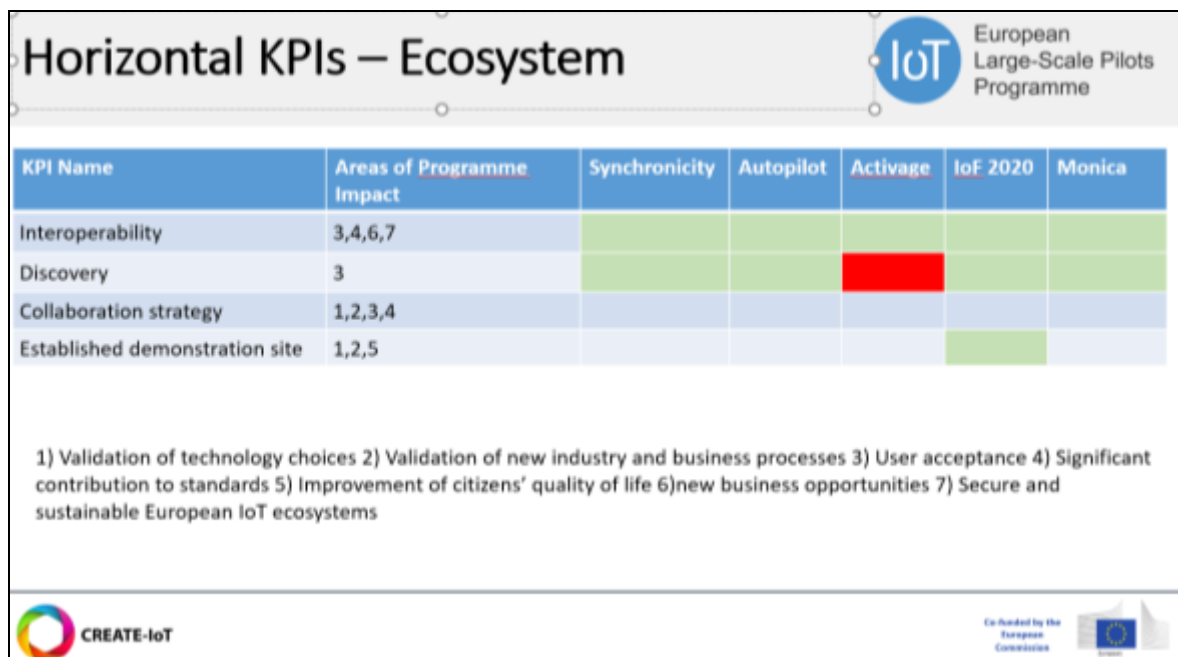 Horizontal KPIs – Ecosystem
IoT
European
Large-Scale Pilots
Programme
KPI Name
Areas of Programme
Impact
Synchronicity
Autopilot
Activage
IoF 2020
Monica
Interoperability
3,4,6,7
Discovery
3
Collaboration strategy
1,2,3,4
Established demonstration site
1,2,5
1) Validation of technology choices 2) Validation of new industry and business processes 3) User acceptance 4) Significant
contribution to standards 5) Improvement of citizens’ quality of life 6)new business opportunities 7) Secure and
sustainable European IoT ecosystems
CREATE-IoT
Co-funded by the
European
Commission